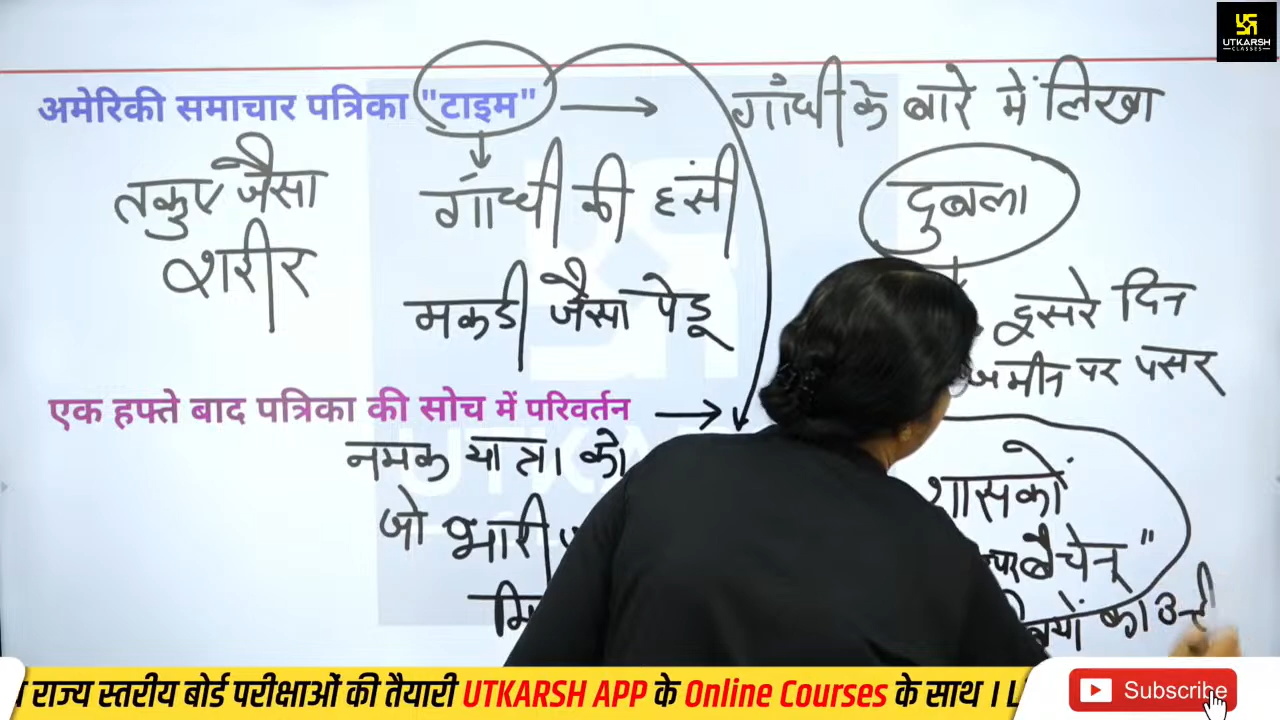 UTKARSH
CLASSES
अमेरिकी समाचार पत्रिका "टाइम"
गाँधी के बारे में लिखा
तकुए जैसा
शरीर
गांधी की हंसी
मकडी जैसा पेडू
दुबला
दूसरे दिन
जमीन पर पसर
एक हफ्ते बाद पत्रिका की सोच में परिवर्तन
नमक यात्रा को
जो भारी
शासकों
बैचेन"
का
राज्य स्तरीय बोर्ड परीक्षाओं की तैयारी UTKARSH APP के Online Courses के साथ ।
Subscribe